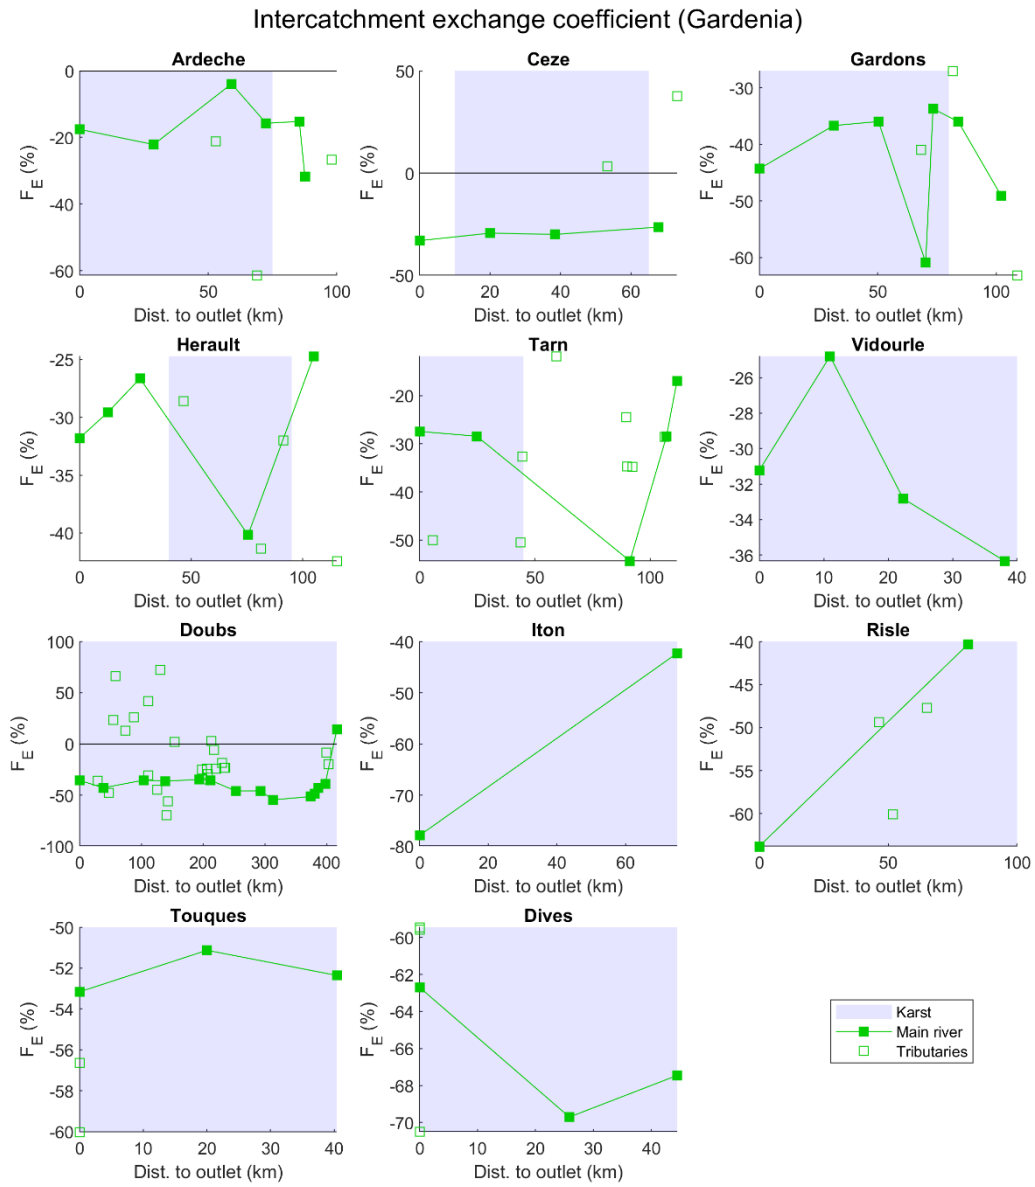 Intercatchment exchange coefficient (Gardenia)
Ardeche
0
-20
-40
-60
F_E (%)
0 50 100
Dist. to outlet (km)
Ceze
50
0
-50
F_E (%)
0 20 40 60
Dist. to outlet (km)
Gardons
-30
-40
-50
-60
F_E (%)
0 50 100
Dist. to outlet (km)
Herault
-25
-30
-35
-40
F_E (%)
0 50 100
Dist. to outlet (km)
Tarn
-20
-30
-40
-50
F_E (%)
0 50 100
Dist. to outlet (km)
Vidourle
-26
-28
-30
-32
-34
-36
F_E (%)
0 10 20 30 40
Dist. to outlet (km)
Doubs
100
50
0
-50
-100
F_E (%)
0 100 200 300 400
Dist. to outlet (km)
Iton
-40
-50
-60
-70
-80
F_E (%)
0 20 40 60
Dist. to outlet (km)
Risle
-40
-45
-50
-55
-60
F_E (%)
0 50 100
Dist. to outlet (km)
Touques
-50
-52
-54
-56
-58
-60
F_E (%)
0 10 20 30 40
Dist. to outlet (km)
Dives
-60
-62
-64
-66
-68
-70
F_E (%)
0 10 20 30 40
Dist. to outlet (km)
Karst
Main river
Tributaries